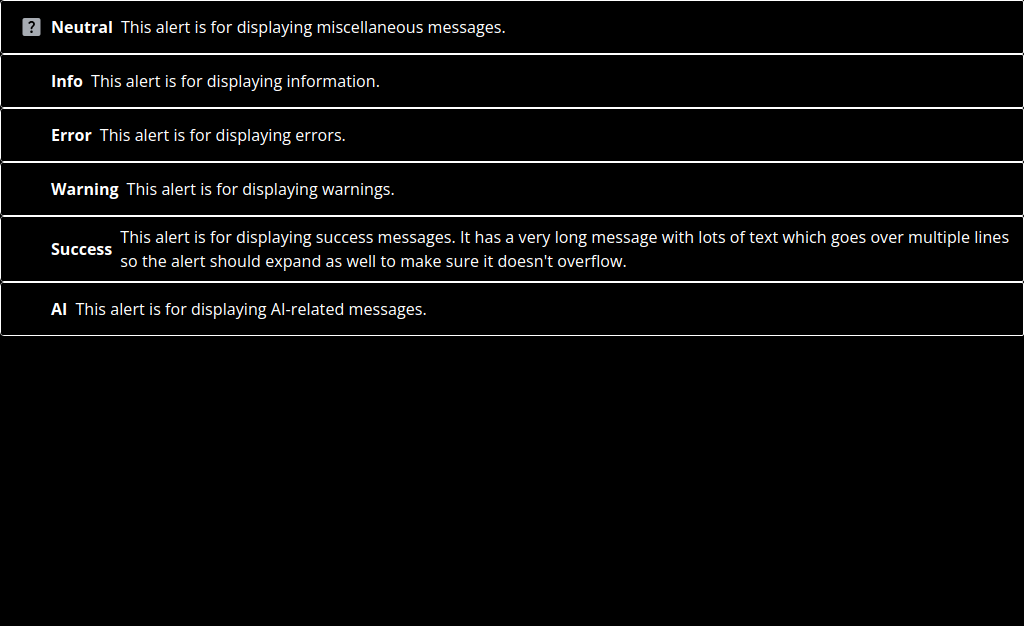 ? Neutral This alert is for displaying miscellaneous messages.
Info This alert is for displaying information.
Error This alert is for displaying errors.
Warning This alert is for displaying warnings.
Success This alert is for displaying success messages. It has a very long message with lots of text which goes over multiple lines
so the alert should expand as well to make sure it doesn't overflow.
AI This alert is for displaying AI-related messages.